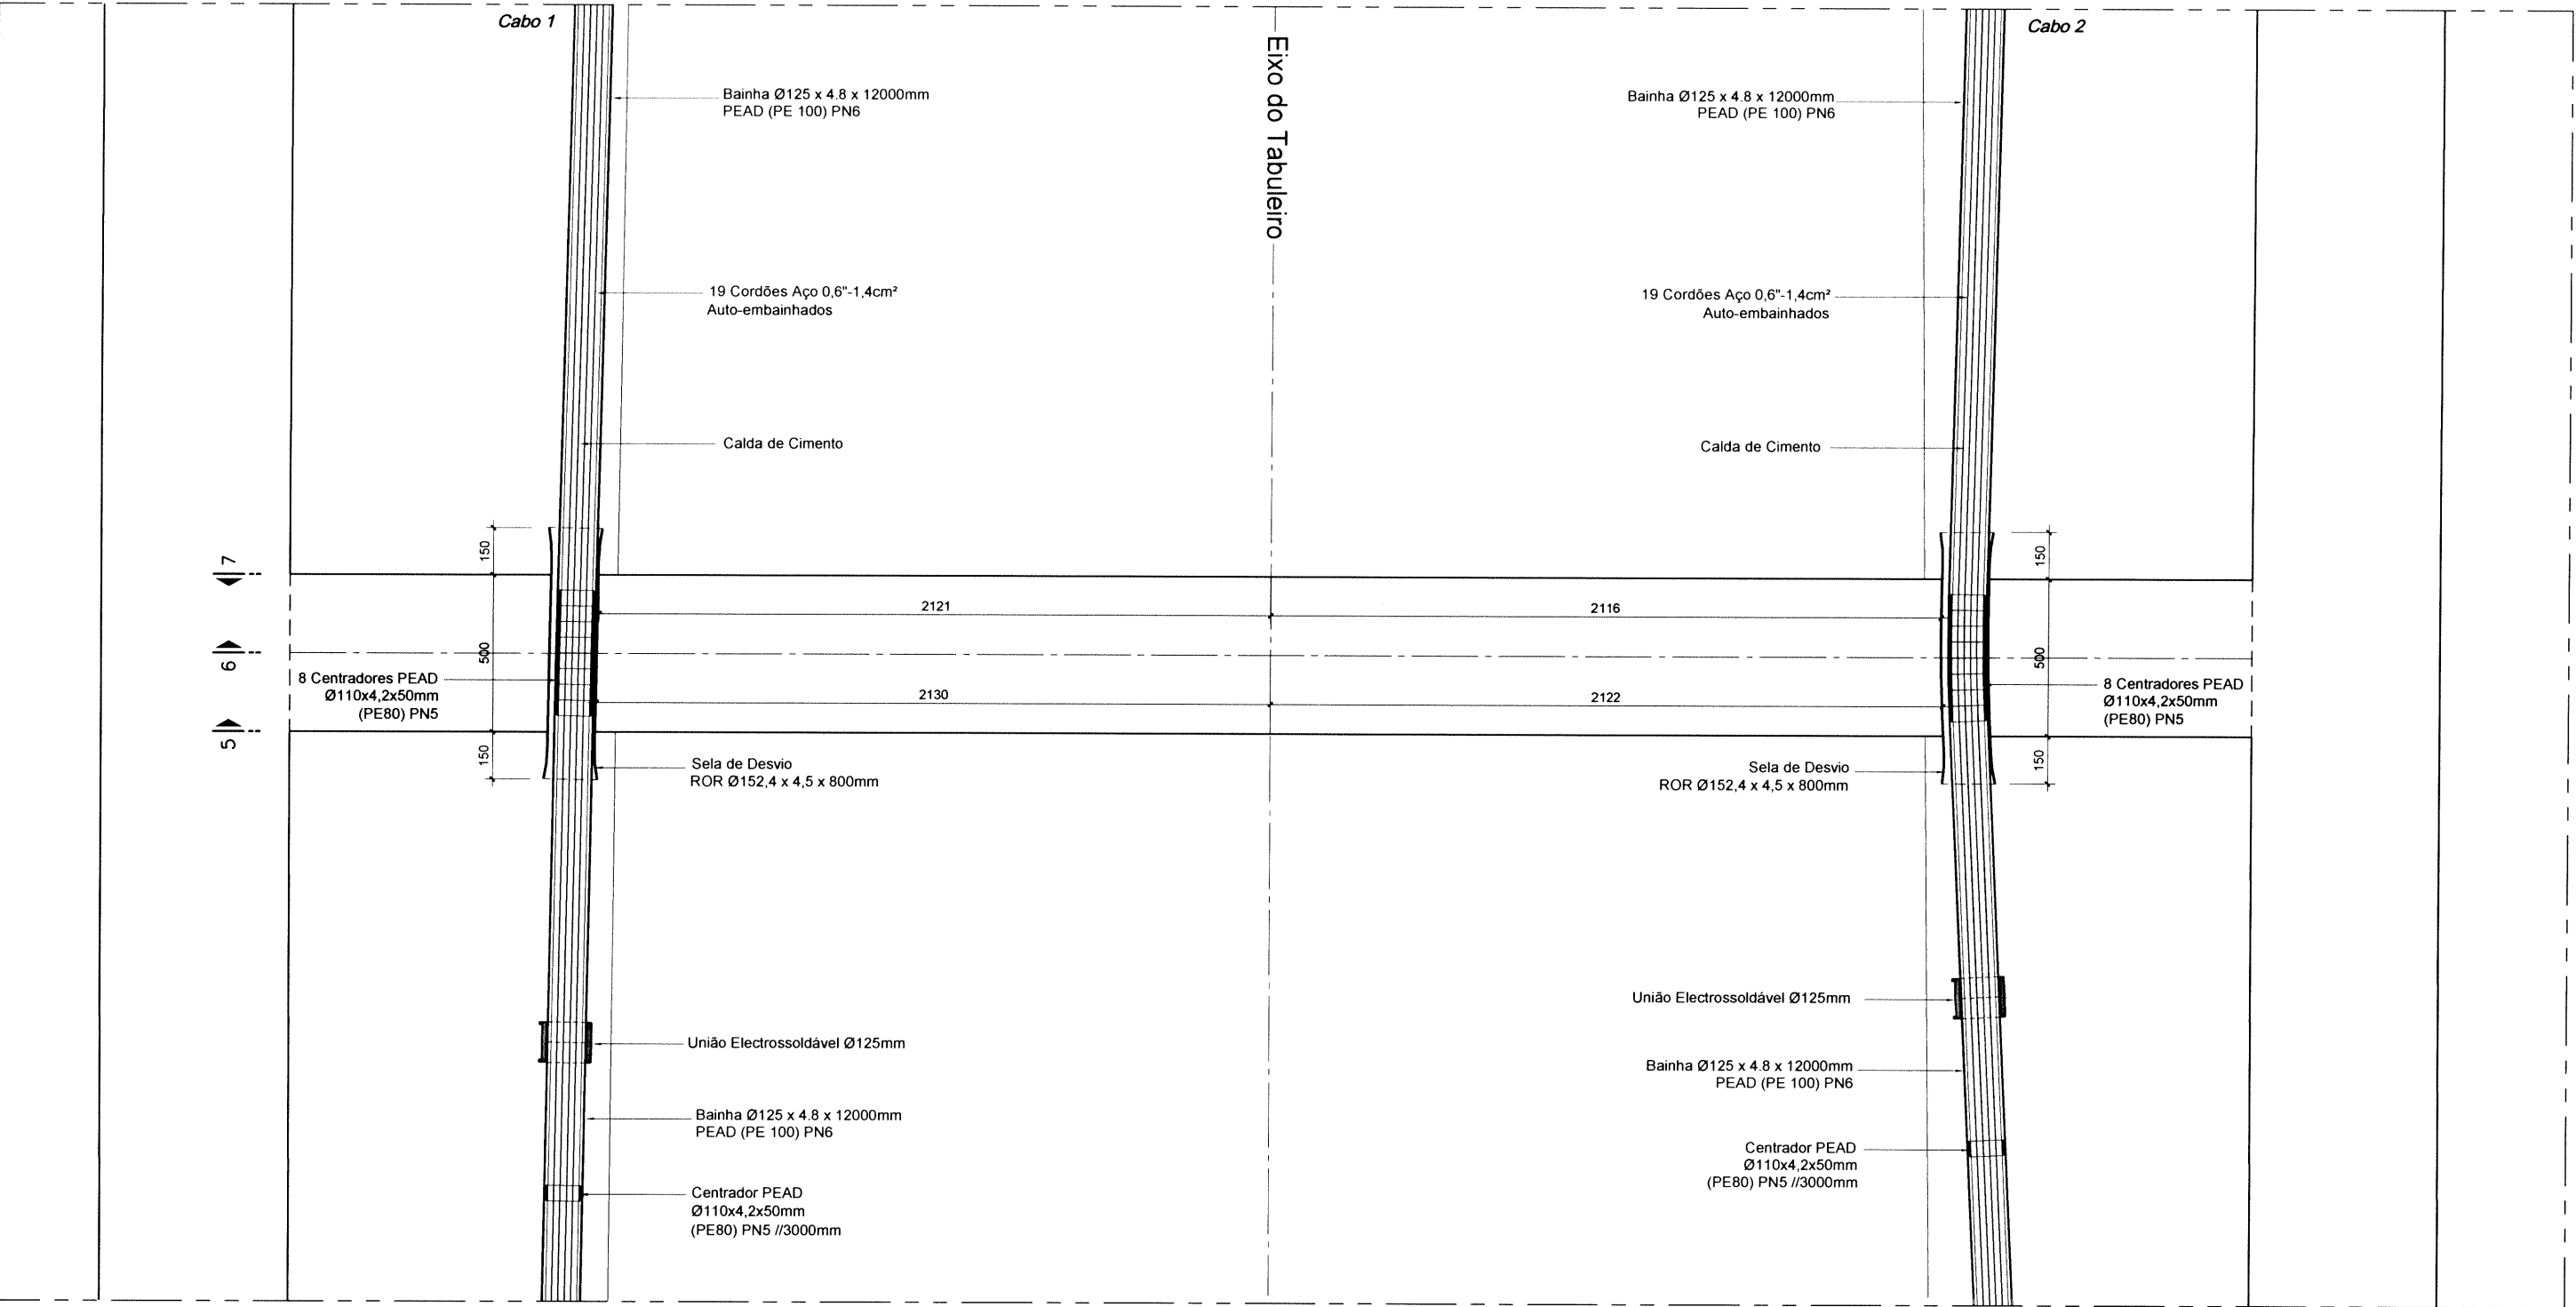 Cabo 1
Cabo 2
Eixo do Tabuleiro
Bainha Ø125 x 4.8 x 12000mm
PEAD (PE 100) PN6
Bainha Ø125 x 4.8 x 12000mm
PEAD (PE 100) PN6
19 Cordões Aço 0,6"-1,4cm²
Auto-embainhados
19 Cordões Aço 0,6"-1,4cm²
Auto-embainhados
Calda de Cimento
Calda de Cimento
150
150
7
2121
2116
6
500
500
8 Centradores PEAD
Ø110x4,2x50mm
(PE80) PN5
8 Centradores PEAD
Ø110x4,2x50mm
(PE80) PN5
2130
2122
5
150
150
Sela de Desvio
ROR Ø152,4 x 4,5 x 800mm
Sela de Desvio
ROR Ø152,4 x 4,5 x 800mm
União Electrossoldável Ø125mm
União Electrossoldável Ø125mm
Bainha Ø125 x 4.8 x 12000mm
PEAD (PE 100) PN6
Bainha Ø125 x 4.8 x 12000mm
PEAD (PE 100) PN6
Centrador PEAD
Ø110x4,2x50mm
(PE80) PN5 //3000mm
Centrador PEAD
Ø110x4,2x50mm
(PE80) PN5 //3000mm